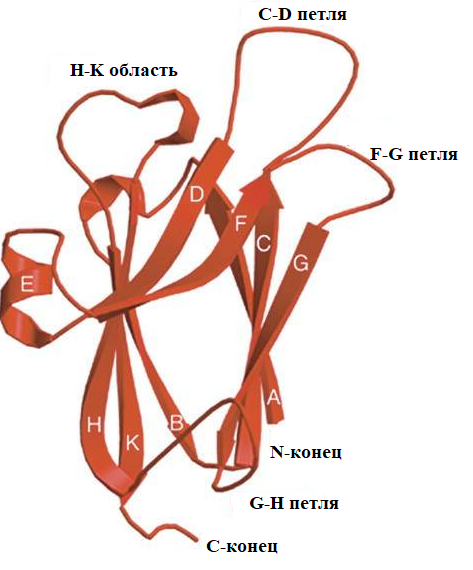 C-D петля
H-K область
F-G петля
D
F
C
G
E
A
H
K
B
N-конец
G-H петля
C-конец